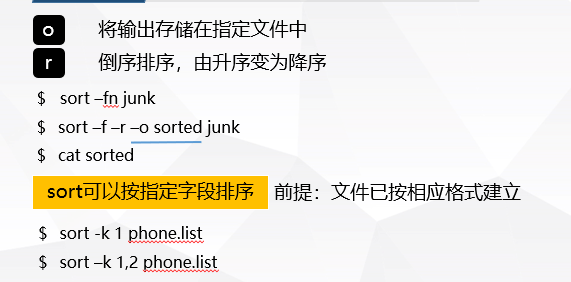 o 将输出存储在指定文件中
r 倒序排序，由升序变为降序
$ sort –fn junk
$ sort –f –r –o sorted junk
$ cat sorted
sort可以按指定字段排序 前提：文件已按相应格式建立
$ sort -k 1 phone.list
$ sort –k 1,2 phone.list